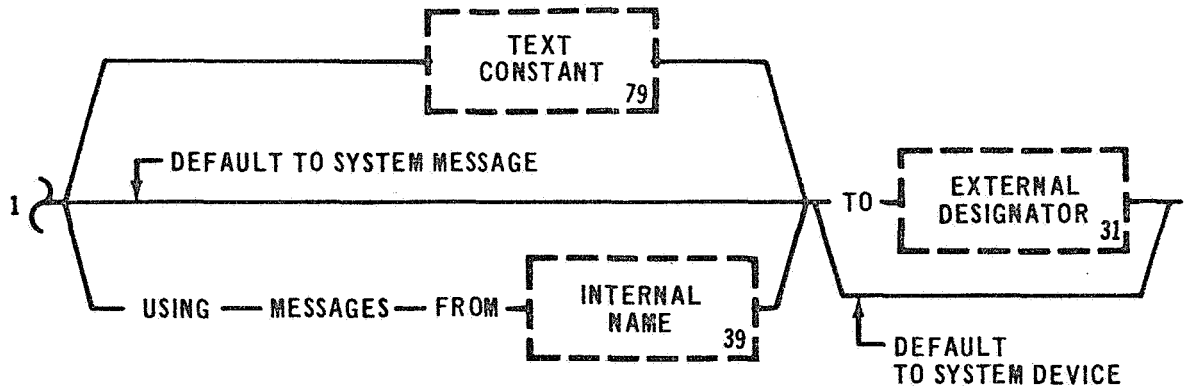 TEXT
CONSTANT
79
DEFAULT TO SYSTEM MESSAGE
1
TO
EXTERNAL
DESIGNATOR
31
USING MESSAGES FROM
INTERNAL
NAME
39
DEFAULT
TO SYSTEM DEVICE